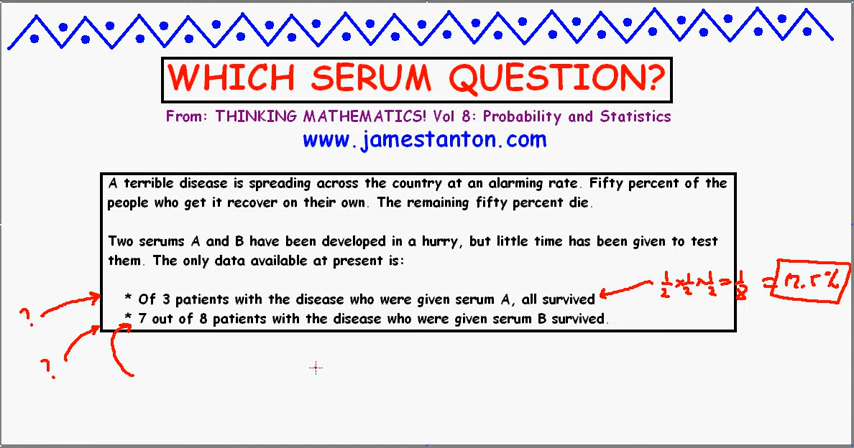 WHICH SERUM QUESTION?
From: THINKING MATHEMATICS! Vol 8: Probability and Statistics
www.jamestanton.com
A terrible disease is spreading across the country at an alarming rate. Fifty percent of the
people who get it recover on their own. The remaining fifty percent die.
Two serums A and B have been developed in a hurry, but little time has been given to test
them. The only data available at present is:
* Of 3 patients with the disease who were given serum A, all survived
1/2 × 1/2 × 1/2 = 1/8 = 12.5%
?
* 7 out of 8 patients with the disease who were given serum B survived.
?